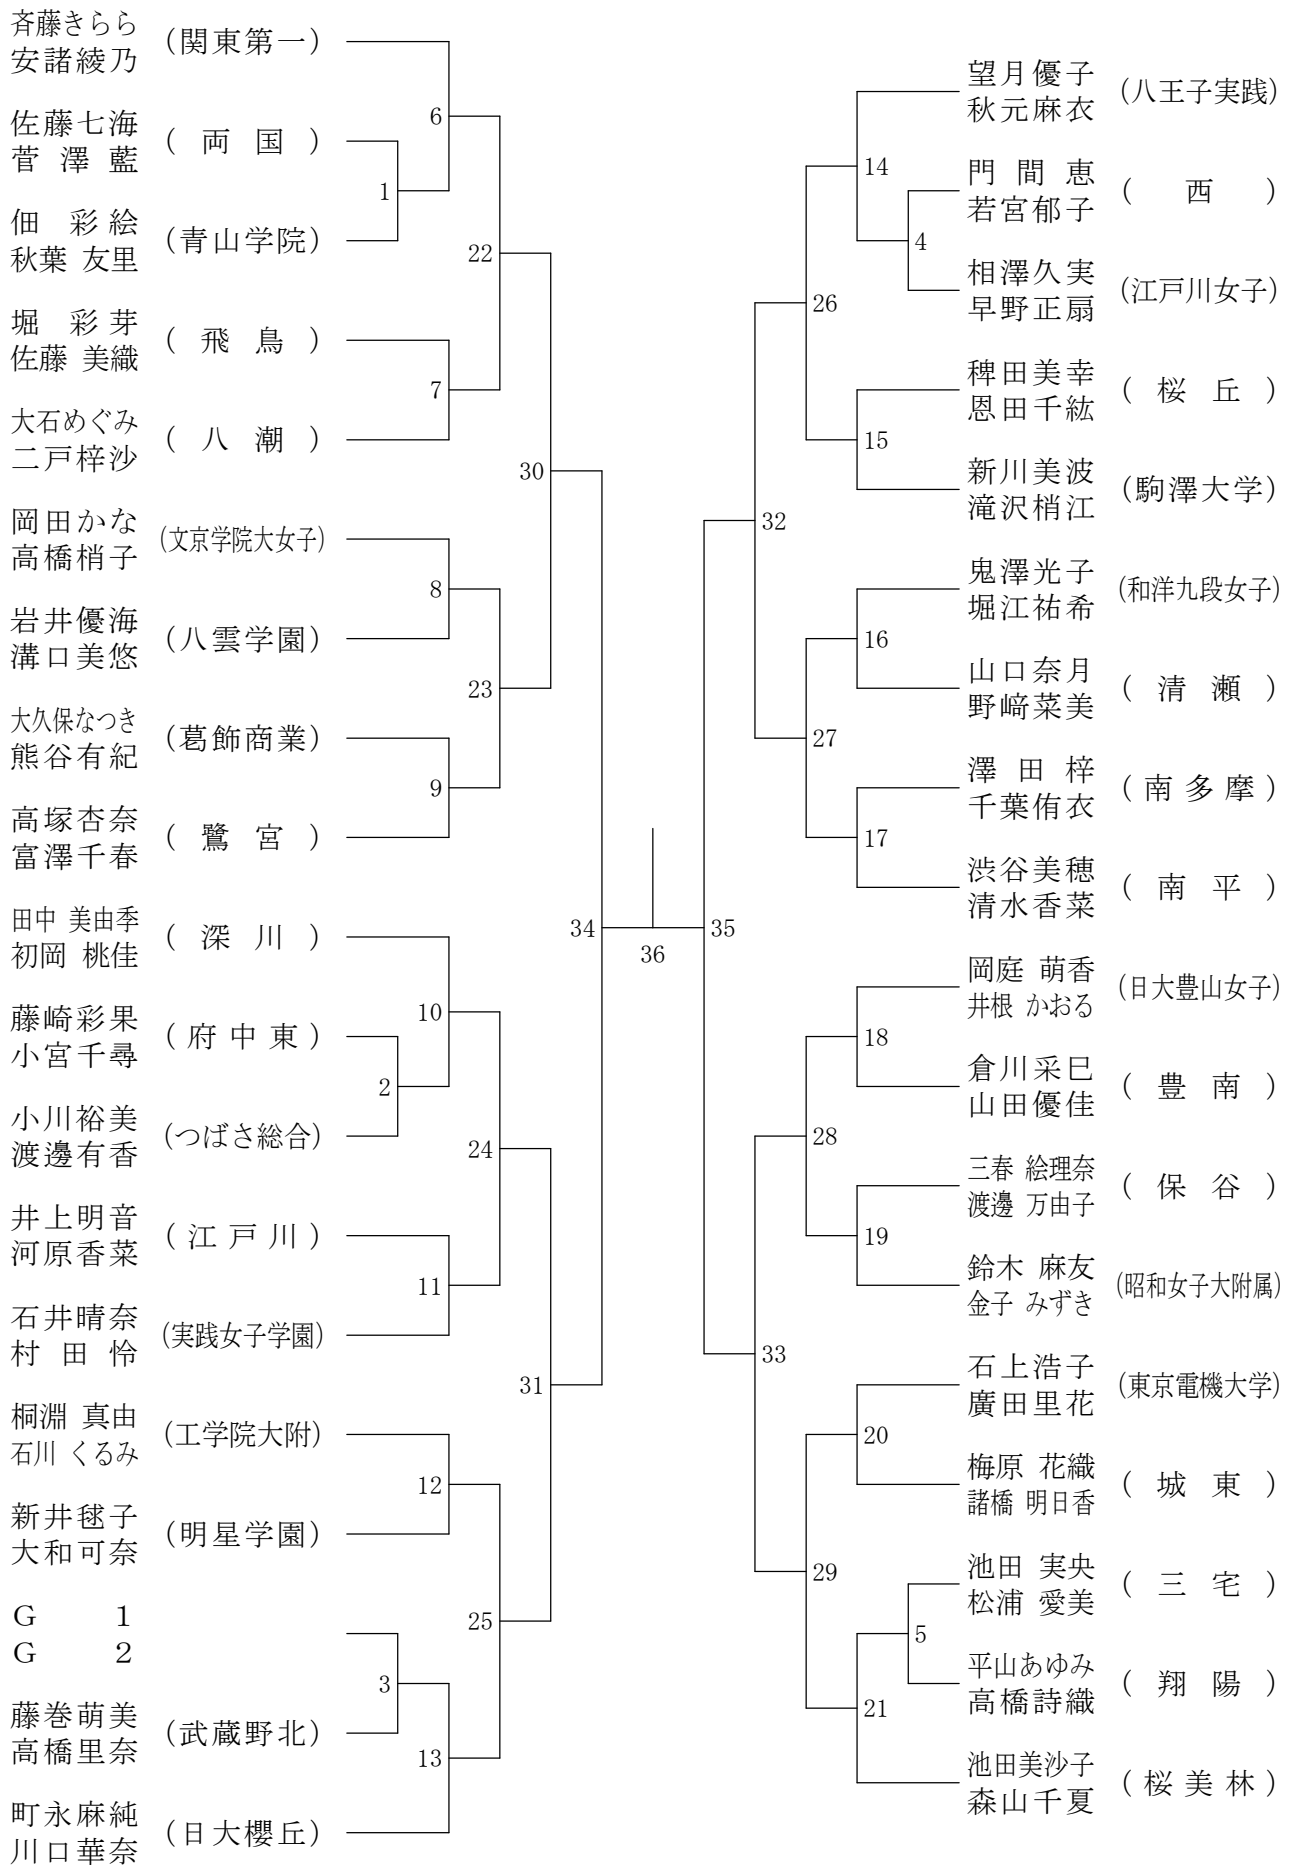 斉藤きらら
安諸綾乃
(関東第一)
佐藤七海
菅澤藍
(両国)
佃 彩絵
秋葉 友里
(青山学院)
堀 彩芽
佐藤 美織
(飛鳥)
大石めぐみ
二戸梓沙
(八潮)
岡田かな
高橋梢子
(文京学院大女子)
岩井優海
溝口美悠
(八雲学園)
大久保なつき
熊谷有紀
(葛飾商業)
高塚杏奈
富澤千春
(鷺宮)
田中 美由季
初岡 桃佳
(深川)
藤崎彩果
小宮千尋
(府中東)
小川裕美
渡邊有香
(つばさ総合)
井上明音
河原香菜
(江戸川)
石井晴奈
村田怜
(実践女子学園)
桐淵 真由
石川 くるみ
(工学院大附)
新井毬子
大和可奈
(明星学園)
G 1
G 2
藤巻萌美
高橋里奈
(武蔵野北)
町永麻純
川口華奈
(日大櫻丘)
1
2
3
6
7
8
9
10
11
12
13
22
23
24
25
30
31
34
36
35
32
33
26
27
28
29
14
15
16
17
18
19
20
21
4
5
望月優子
秋元麻衣
(八王子実践)
門間恵
若宮郁子
(西)
相澤久実
早野正扇
(江戸川女子)
稗田美幸
恩田千紘
(桜丘)
新川美波
滝沢梢江
(駒澤大学)
鬼澤光子
堀江祐希
(和洋九段女子)
山口奈月
野﨑菜美
(清瀬)
澤田梓
千葉侑衣
(南多摩)
渋谷美穂
清水香菜
(南平)
岡庭 萌香
井根 かおる
(日大豊山女子)
倉川采巳
山田優佳
(豊南)
三春 絵理奈
渡邊 万由子
(保谷)
鈴木 麻友
金子 みずき
(昭和女子大附属)
石上浩子
廣田里花
(東京電機大学)
梅原 花織
諸橋 明日香
(城東)
池田 実央
松浦 愛美
(三宅)
平山あゆみ
高橋詩織
(翔陽)
池田美沙子
森山千夏
(桜美林)